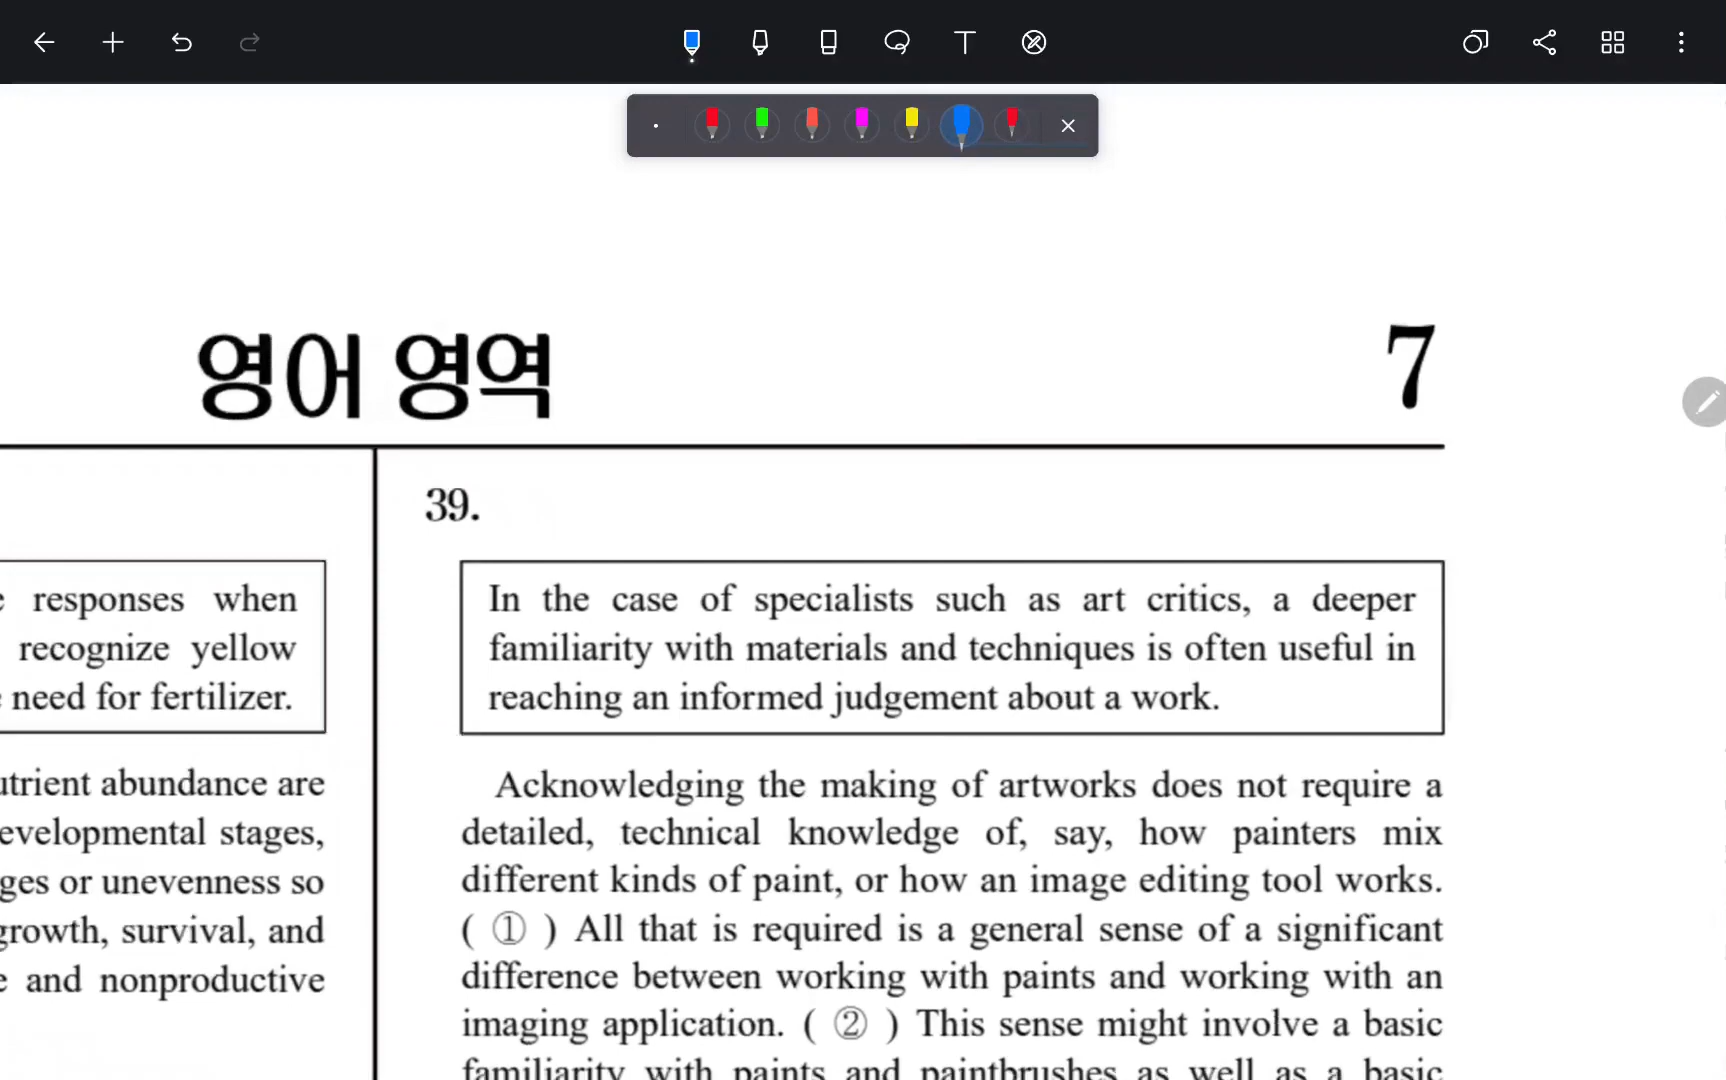 영어 영역
7
e responses when
recognize yellow
e need for fertilizer.
utrient abundance are
evelopmental stages,
ges or unevenness so
growth, survival, and
e and nonproductive
39.
In the case of specialists such as art critics, a deeper
familiarity with materials and techniques is often useful in
reaching an informed judgement about a work.
Acknowledging the making of artworks does not require a
detailed, technical knowledge of, say, how painters mix
different kinds of paint, or how an image editing tool works.
( ① ) All that is required is a general sense of a significant
difference between working with paints and working with an
imaging application. ( ② ) This sense might involve a basic
familiarity with paints and paintbrushes as well as a basic